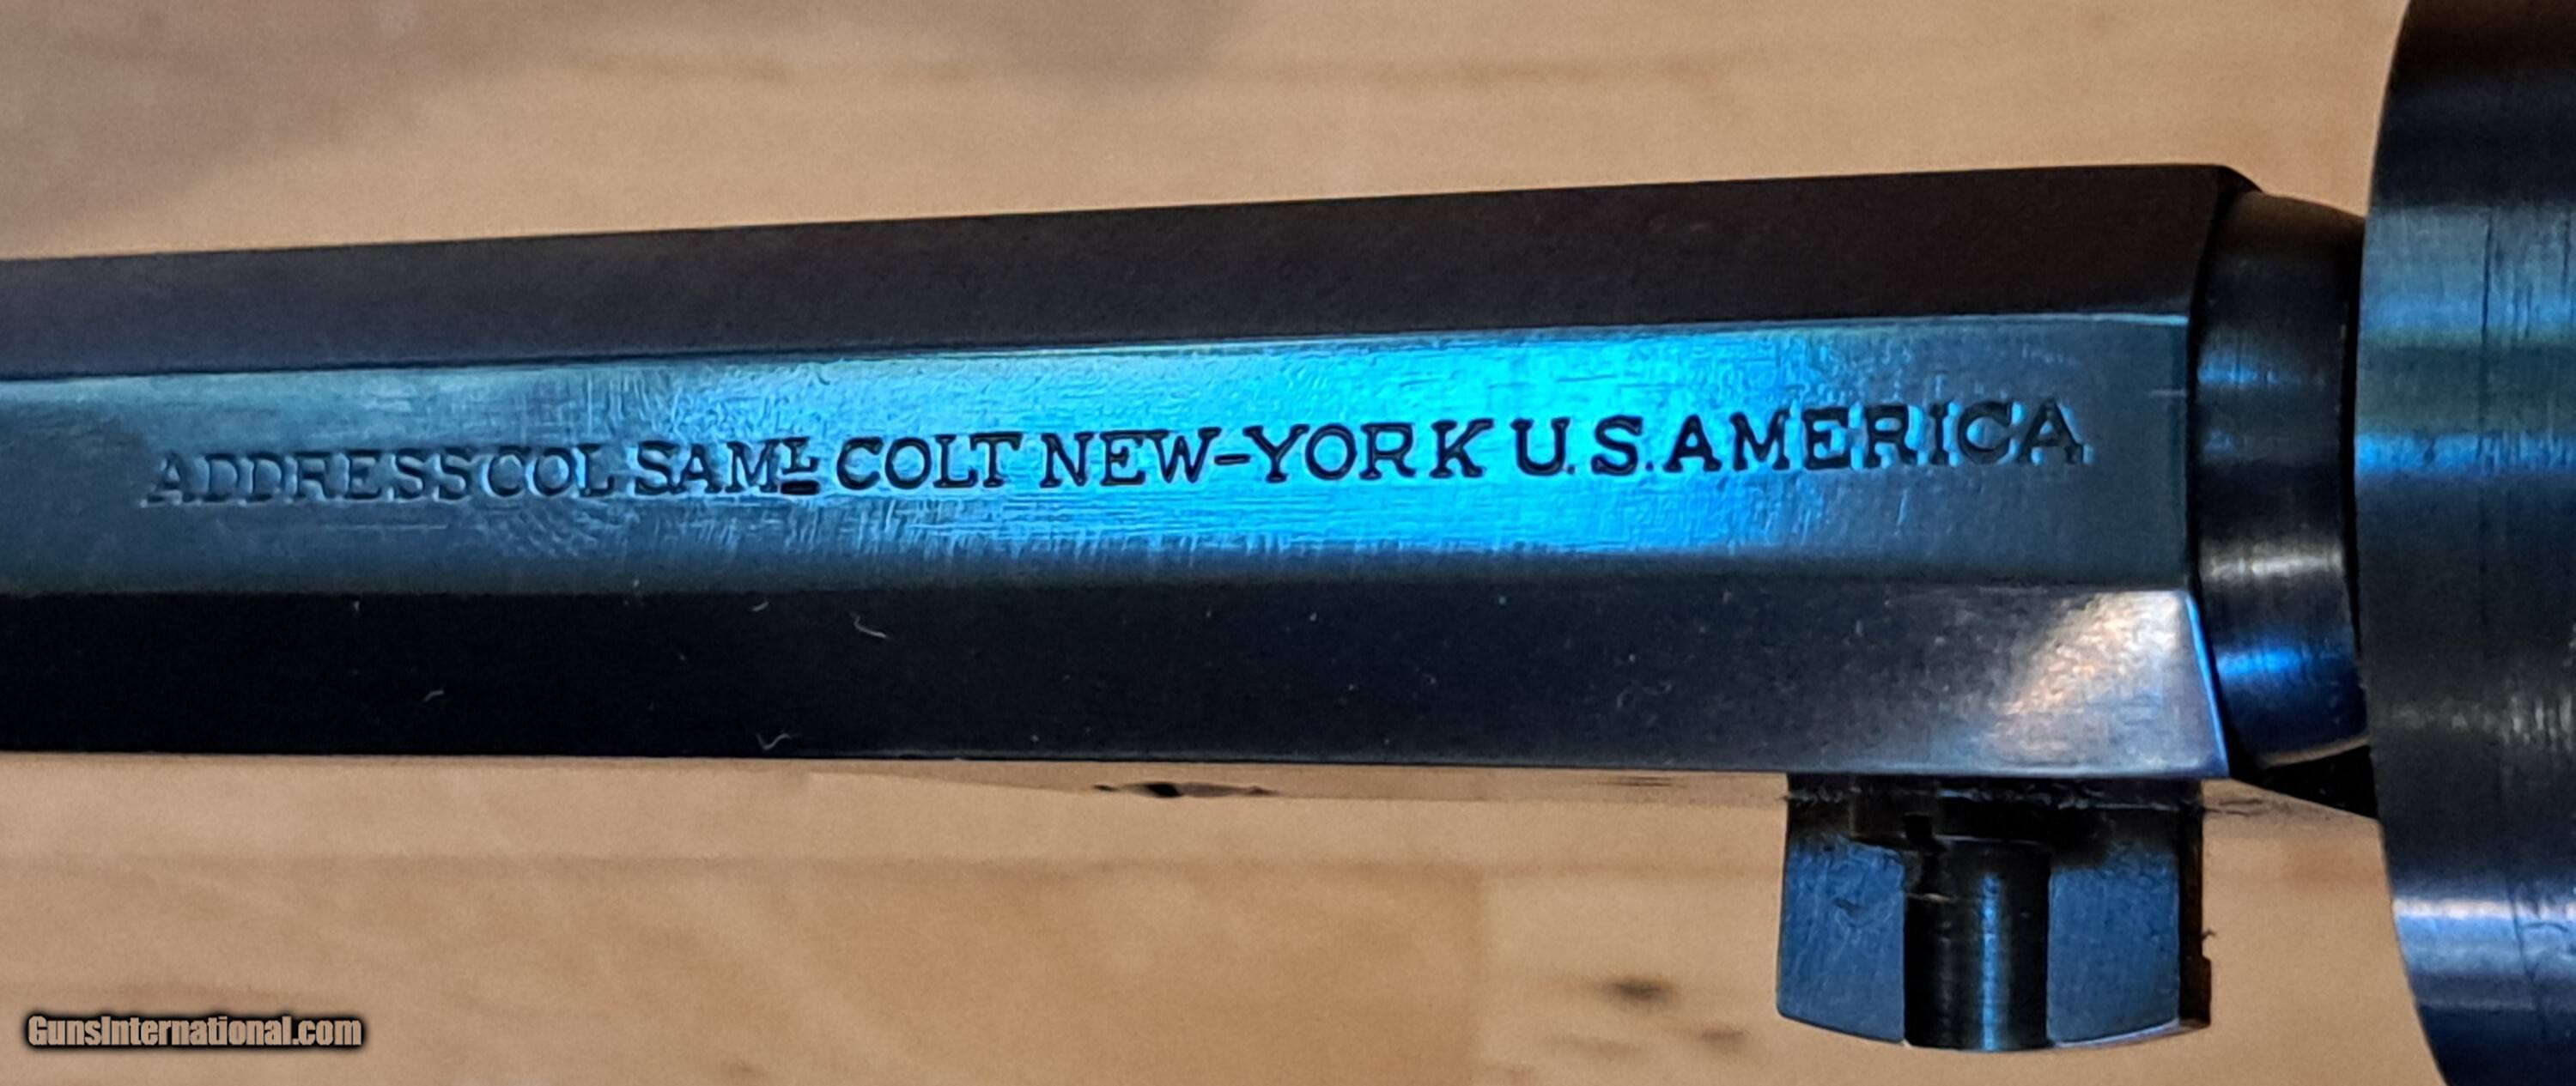 ADDRESS COL SAMᴸ COLT NEW-YORK U.S. AMERICA
GunsInternational.com